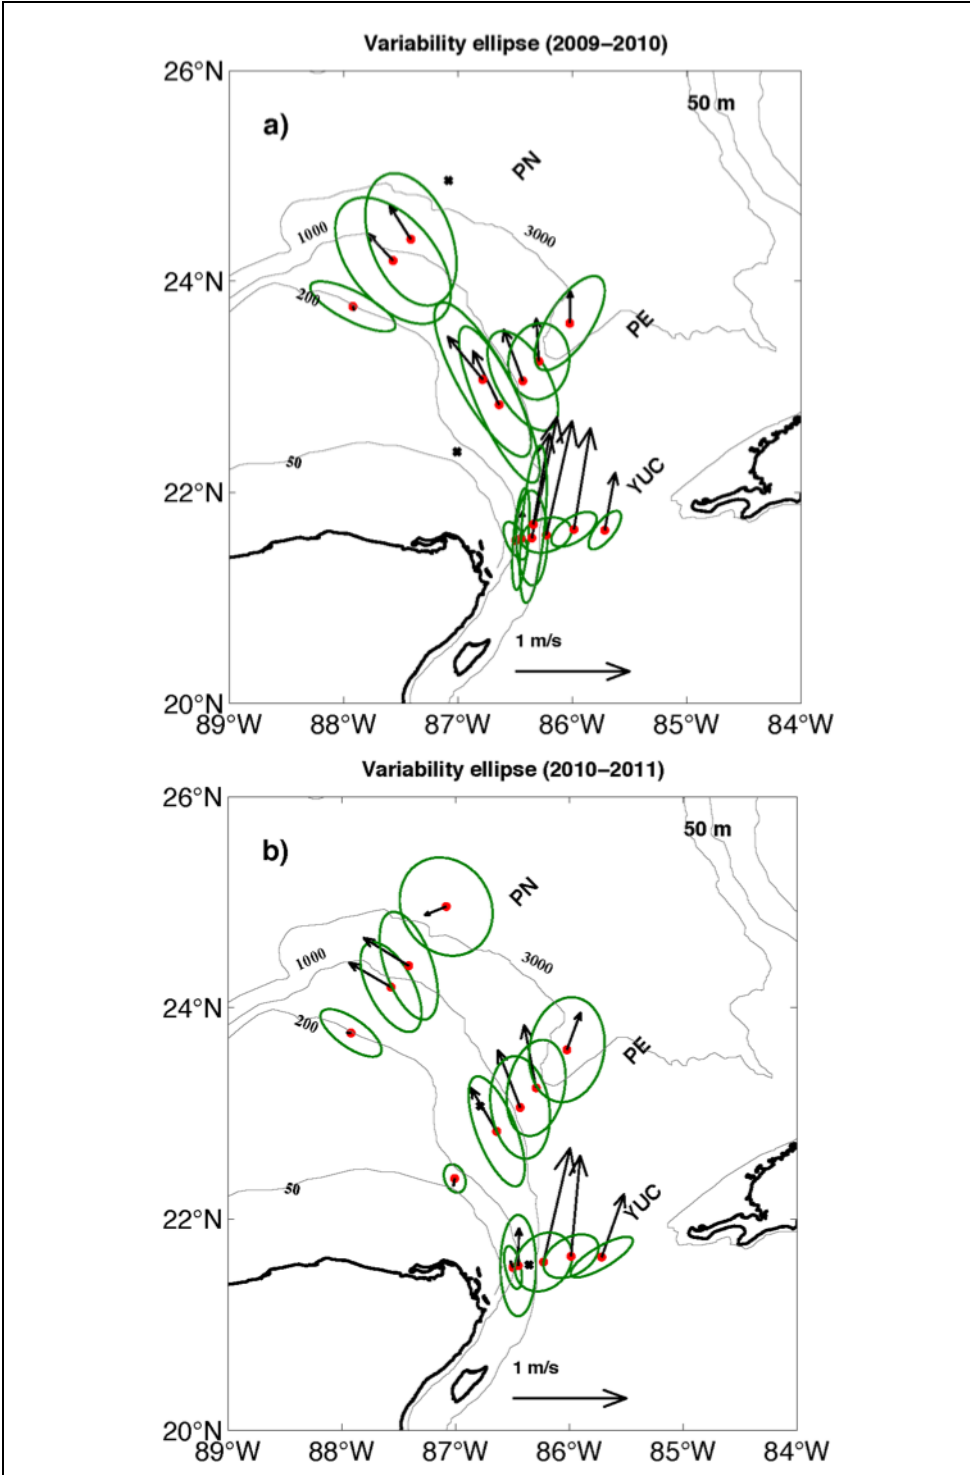 Variability ellipse (2009–2010)
26°N
50 m
a)
PN
1000
3000
24°N
200
PE
50
22°N
YUC
1 m/s
20°N
89°W 88°W 87°W 86°W 85°W 84°W
Variability ellipse (2010–2011)
26°N
50 m
b)
PN
1000
3000
24°N
200
PE
50
22°N
YUC
1 m/s
20°N
89°W 88°W 87°W 86°W 85°W 84°W